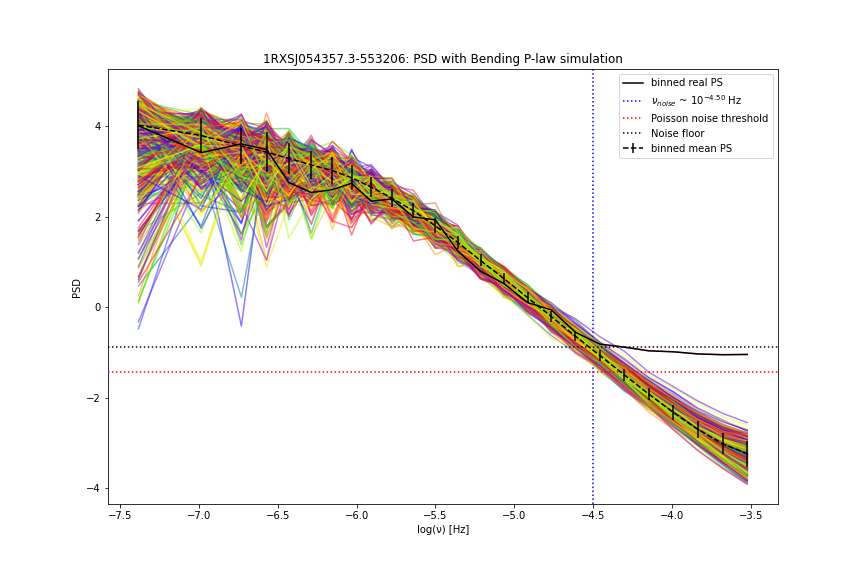 1RXSJ054357.3-553206: PSD with Bending P-law simulation
binned real PS
ν_noise ~ 10^−4.50 Hz
Poisson noise threshold
Noise floor
binned mean PS
PSD
4
2
0
−2
−4
−7.5 −7.0 −6.5 −6.0 −5.5 −5.0 −4.5 −4.0 −3.5
log(ν) [Hz]